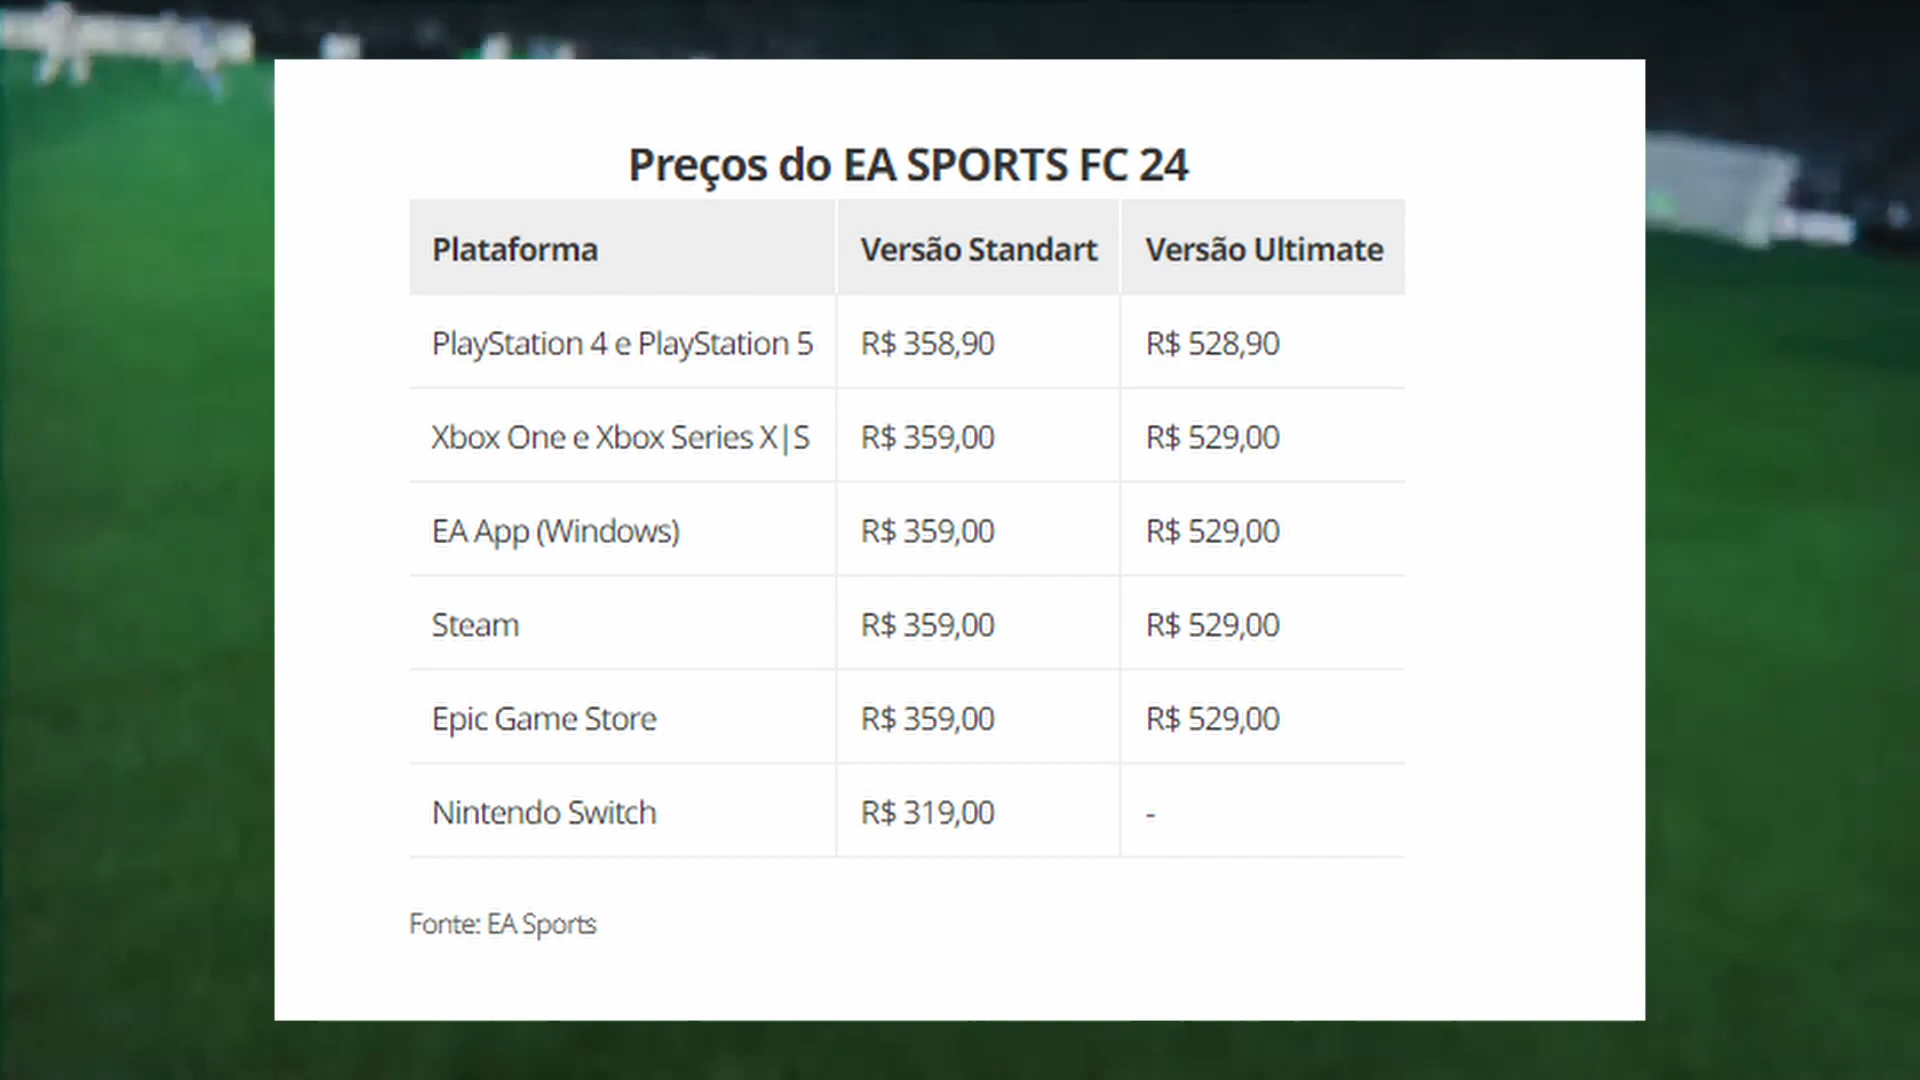 Preços do EA SPORTS FC 24
Plataforma Versão Standart Versão Ultimate
PlayStation 4 e PlayStation 5 R$ 358,90 R$ 528,90
Xbox One e Xbox Series X|S R$ 359,00 R$ 529,00
EA App (Windows) R$ 359,00 R$ 529,00
Steam R$ 359,00 R$ 529,00
Epic Game Store R$ 359,00 R$ 529,00
Nintendo Switch R$ 319,00 -
Fonte: EA Sports